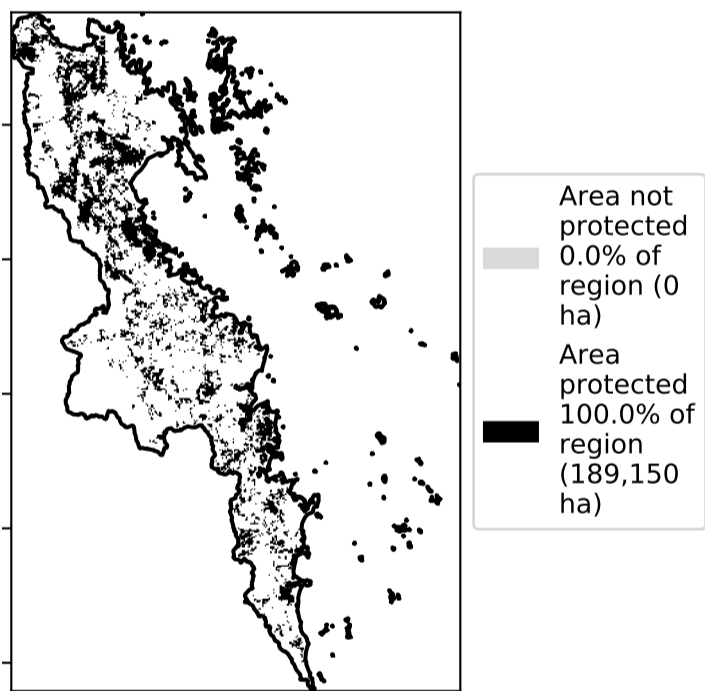 Area not
protected
0.0% of
region (0
ha)
Area
protected
100.0% of
region
(189,150
ha)